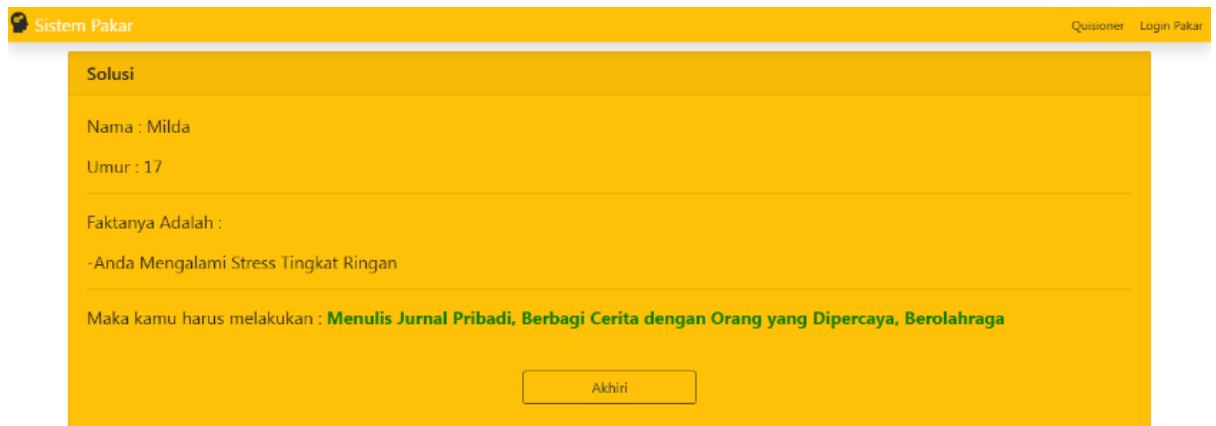 Sistem Pakar
Quisioner Login Pakar
Solusi
Nama : Milda
Umur : 17
Faktanya Adalah :
-Anda Mengalami Stress Tingkat Ringan
Maka kamu harus melakukan : Menulis Jurnal Pribadi, Berbagi Cerita dengan Orang yang Dipercaya, Berolahraga
Akhiri